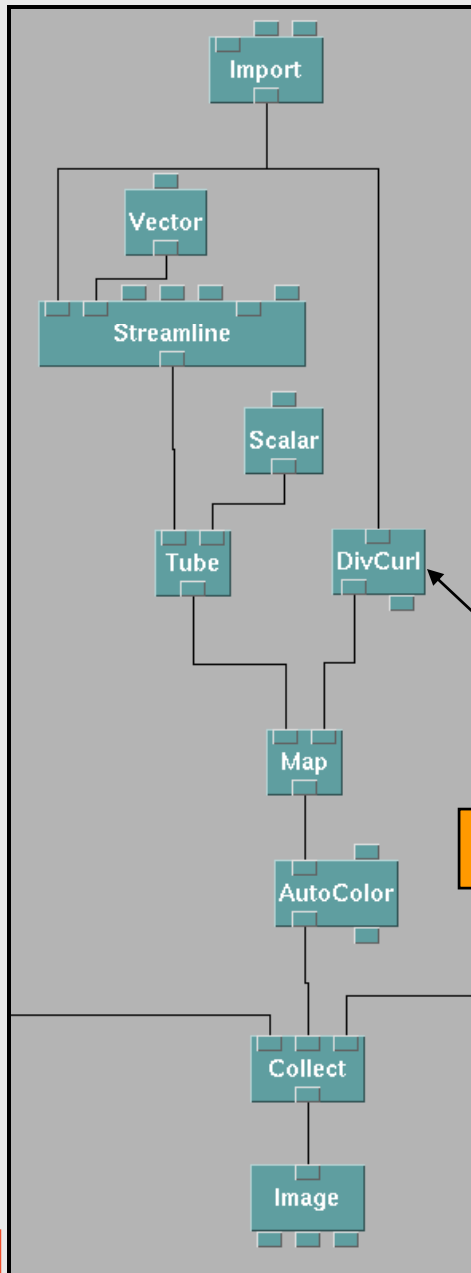 Import
Vector
Streamline
Scalar
Tube
DivCurl
Map
AutoColor
Collect
Image